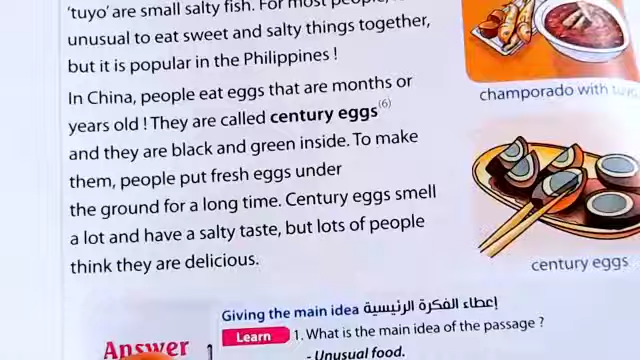 'tuyo' are small salty fish. For most people,
unusual to eat sweet and salty things together,
but it is popular in the Philippines !
In China, people eat eggs that are months or
years old ! They are called century eggs(6)
and they are black and green inside. To make
them, people put fresh eggs under
the ground for a long time. Century eggs smell
a lot and have a salty taste, but lots of people
think they are delicious.
champorado with
century eggs
Giving the main idea إعطاء الفكرة الرئيسية
Answer 1
Learn 1. What is the main idea of the passage ?
- Unusual food.